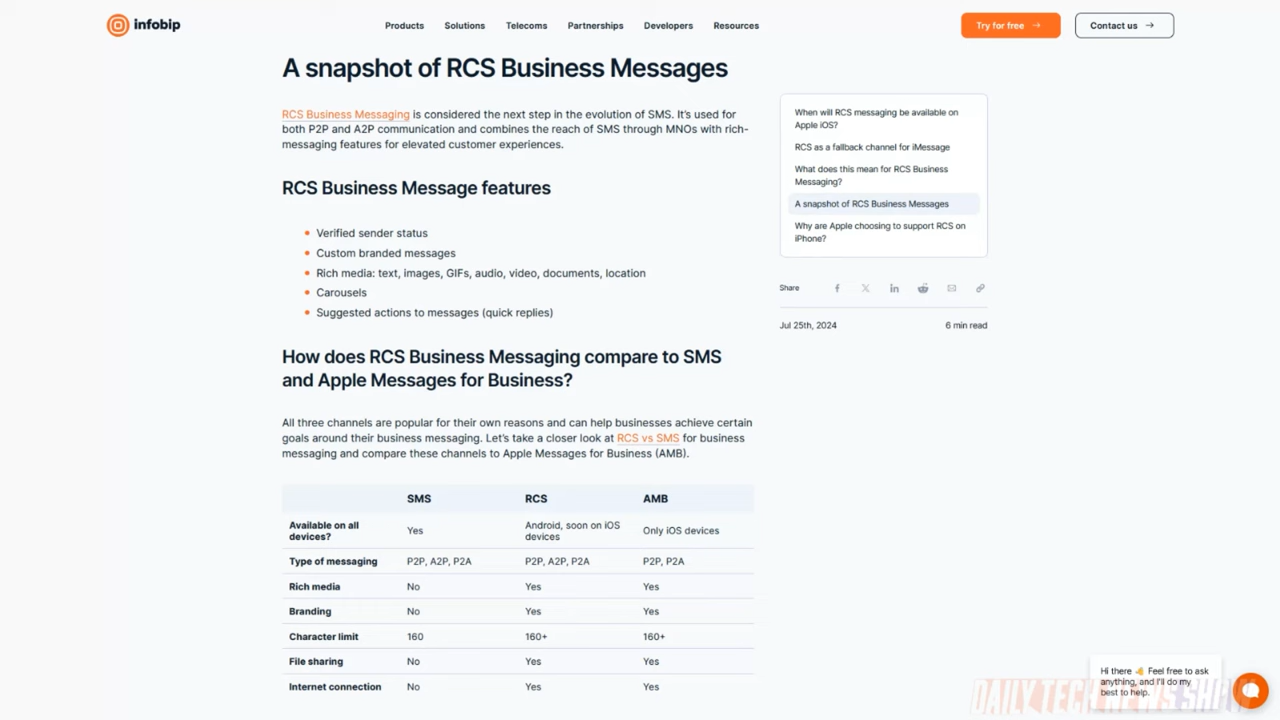 infobip
Products
Solutions
Telecoms
Partnerships
Developers
Resources
Try for free →
Contact us →
A snapshot of RCS Business Messages
RCS Business Messaging is considered the next step in the evolution of SMS. It's used for
both P2P and A2P communication and combines the reach of SMS through MNOs with rich-
messaging features for elevated customer experiences.
RCS Business Message features
• Verified sender status
• Custom branded messages
• Rich media: text, images, GIFs, audio, video, documents, location
• Carousels
• Suggested actions to messages (quick replies)
How does RCS Business Messaging compare to SMS
and Apple Messages for Business?
All three channels are popular for their own reasons and can help businesses achieve certain
goals around their business messaging. Let's take a closer look at RCS vs SMS for business
messaging and compare these channels to Apple Messages for Business (AMB).
SMS RCS AMB
Available on all
devices?
Yes
Android, soon on iOS
devices
Only iOS devices
Type of messaging P2P, A2P, P2A P2P, A2P, P2A P2P, P2A
Rich media No Yes Yes
Branding No Yes Yes
Character limit 160 160+ 160+
File sharing No Yes Yes
Internet connection No Yes Yes
When will RCS messaging be available on
Apple iOS?
RCS as a fallback channel for iMessage
What does this mean for RCS Business
Messaging?
A snapshot of RCS Business Messages
Why are Apple choosing to support RCS on
iPhone?
Share
Jul 25th, 2024
6 min read
Hi there 👋 Feel free to ask
anything, and I'll do my
best to help.
DAILY TECH NEWS SHOW